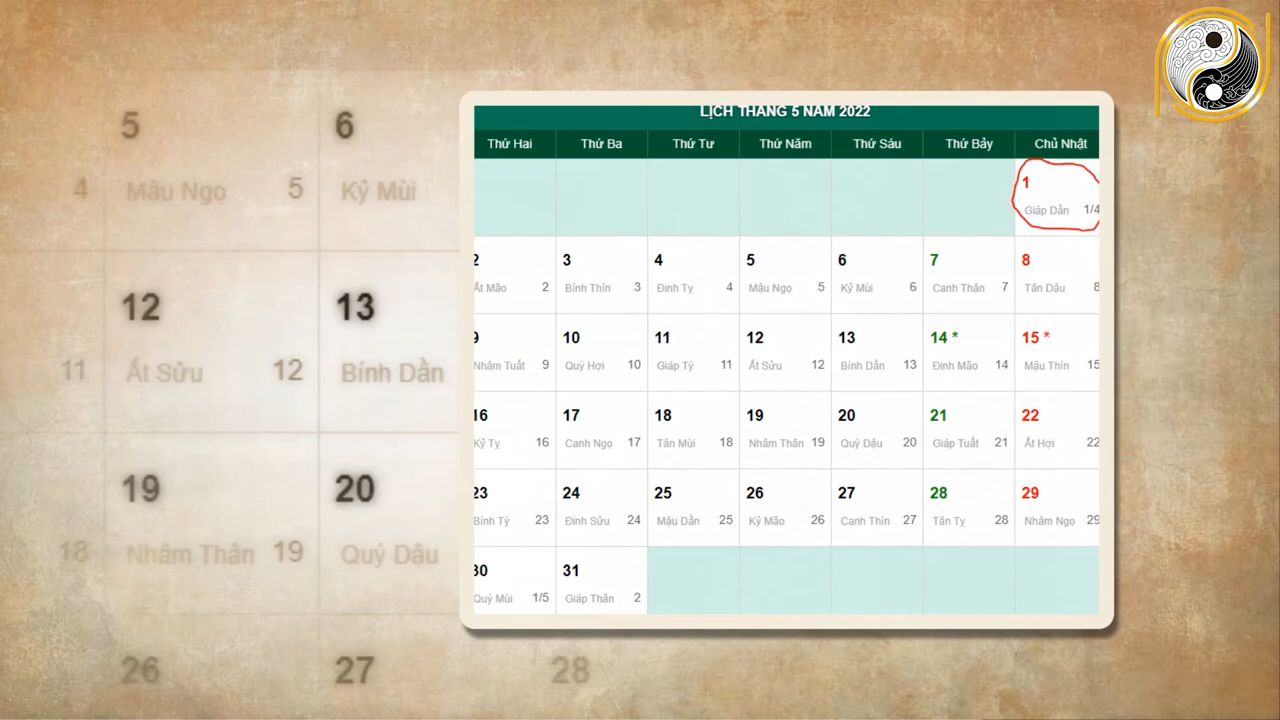 5 6
4 Mậu Ngọ 5 Kỷ Mùi
12 13
11 Ất Sửu 12 Bính Dần
19 20
18 Nhâm Thân 19 Quý Dậu
26 27 28
LỊCH THÁNG 5 NĂM 2022
Thứ Hai Thứ Ba Thứ Tư Thứ Năm Thứ Sáu Thứ Bảy Chủ Nhật
1
Giáp Dần 1/4
2 3 4 5 6 7 8
Ất Mão 2 Bính Thìn 3 Đinh Tỵ 4 Mậu Ngọ 5 Kỷ Mùi 6 Canh Thân 7 Tân Dậu 8
9 10 11 12 13 14 * 15 *
Nhâm Tuất 9 Quý Hợi 10 Giáp Tý 11 Ất Sửu 12 Bính Dần 13 Đinh Mão 14 Mậu Thìn 15
16 17 18 19 20 21 22
Kỷ Tỵ 16 Canh Ngọ 17 Tân Mùi 18 Nhâm Thân 19 Quý Dậu 20 Giáp Tuất 21 Ất Hợi 22
23 24 25 26 27 28 29
Bính Tý 23 Đinh Sửu 24 Mậu Dần 25 Kỷ Mão 26 Canh Thìn 27 Tân Tỵ 28 Nhâm Ngọ 29
30 31
Quý Mùi 1/5 Giáp Thân 2